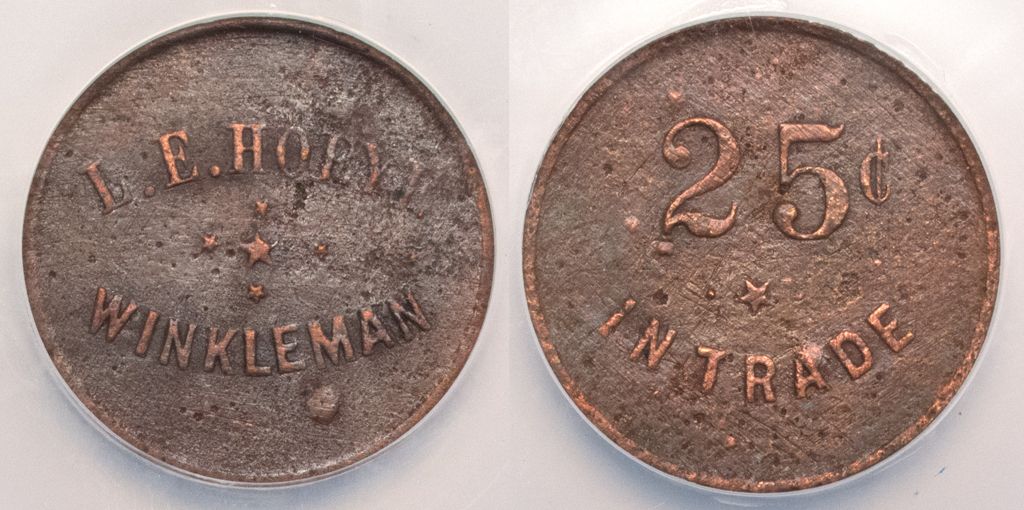 L. E.
WINKLEMAN
25¢
IN TRADE